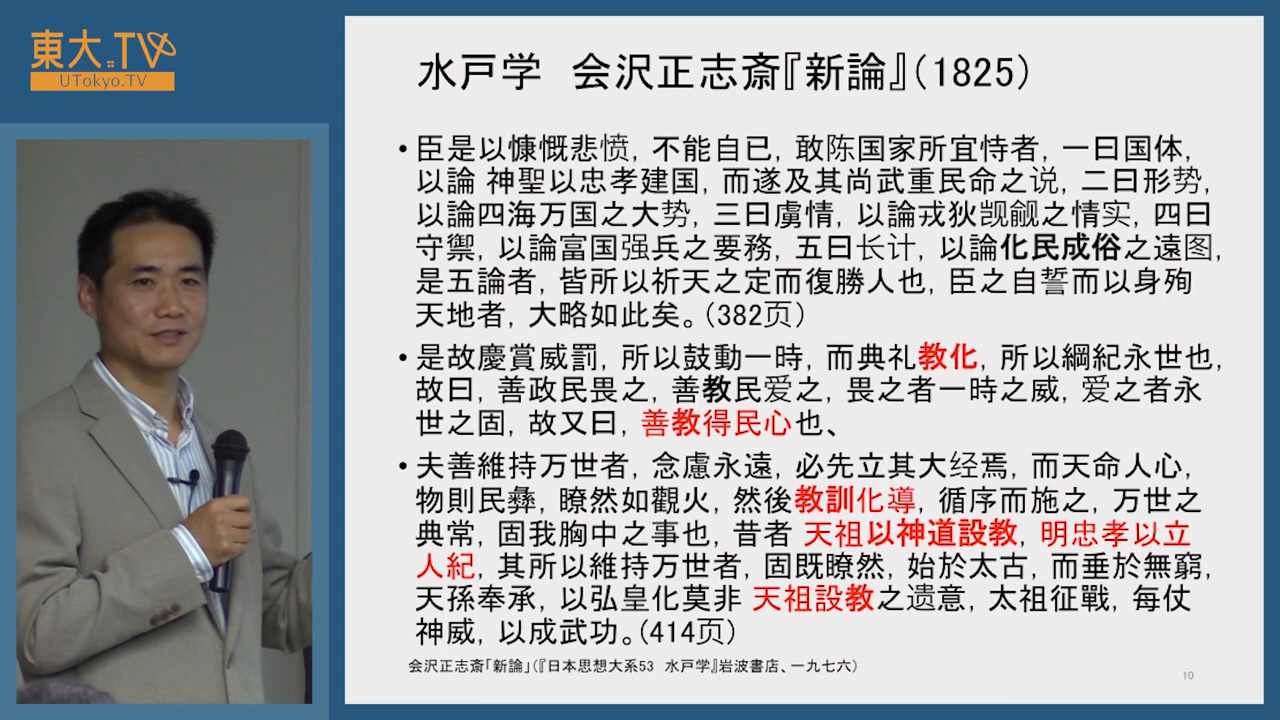 東大.TV
UTokyo.TV
水戸学　会沢正志斎『新論』（1825）
•臣是以慷慨悲愤，不能自已，敢陈国家所宜恃者，一曰国体，
以論 神聖以忠孝建国，而遂及其尚武重民命之说，二曰形势，
以論四海万国之大势，三曰虜情，以論戎狄觊觎之情实，四曰
守禦，以論富国强兵之要務，五曰长计，以論化民成俗之遠图，
是五論者，皆所以祈天之定而復勝人也，臣之自誓而以身殉
天地者，大略如此矣。（382页）
•是故慶賞威罰，所以鼓動一時，而典礼教化，所以綱紀永世也，
故曰，善政民畏之，善教民爱之，畏之者一時之威，爱之者永
世之固，故又曰，善教得民心也、
•夫善維持万世者，念慮永遠，必先立其大经焉，而天命人心，
物則民彝，瞭然如觀火，然後教訓化導，循序而施之，万世之
典常，固我胸中之事也，昔者 天祖以神道設教，明忠孝以立
人紀，其所以維持万世者，固既瞭然，始於太古，而垂於無窮，
天孫奉承，以弘皇化莫非 天祖設教之遗意，太祖征戰，每仗
神威，以成武功。（414页）
会沢正志斎「新論」（『日本思想大系53　水戸学』岩波書店、一九七六）
10